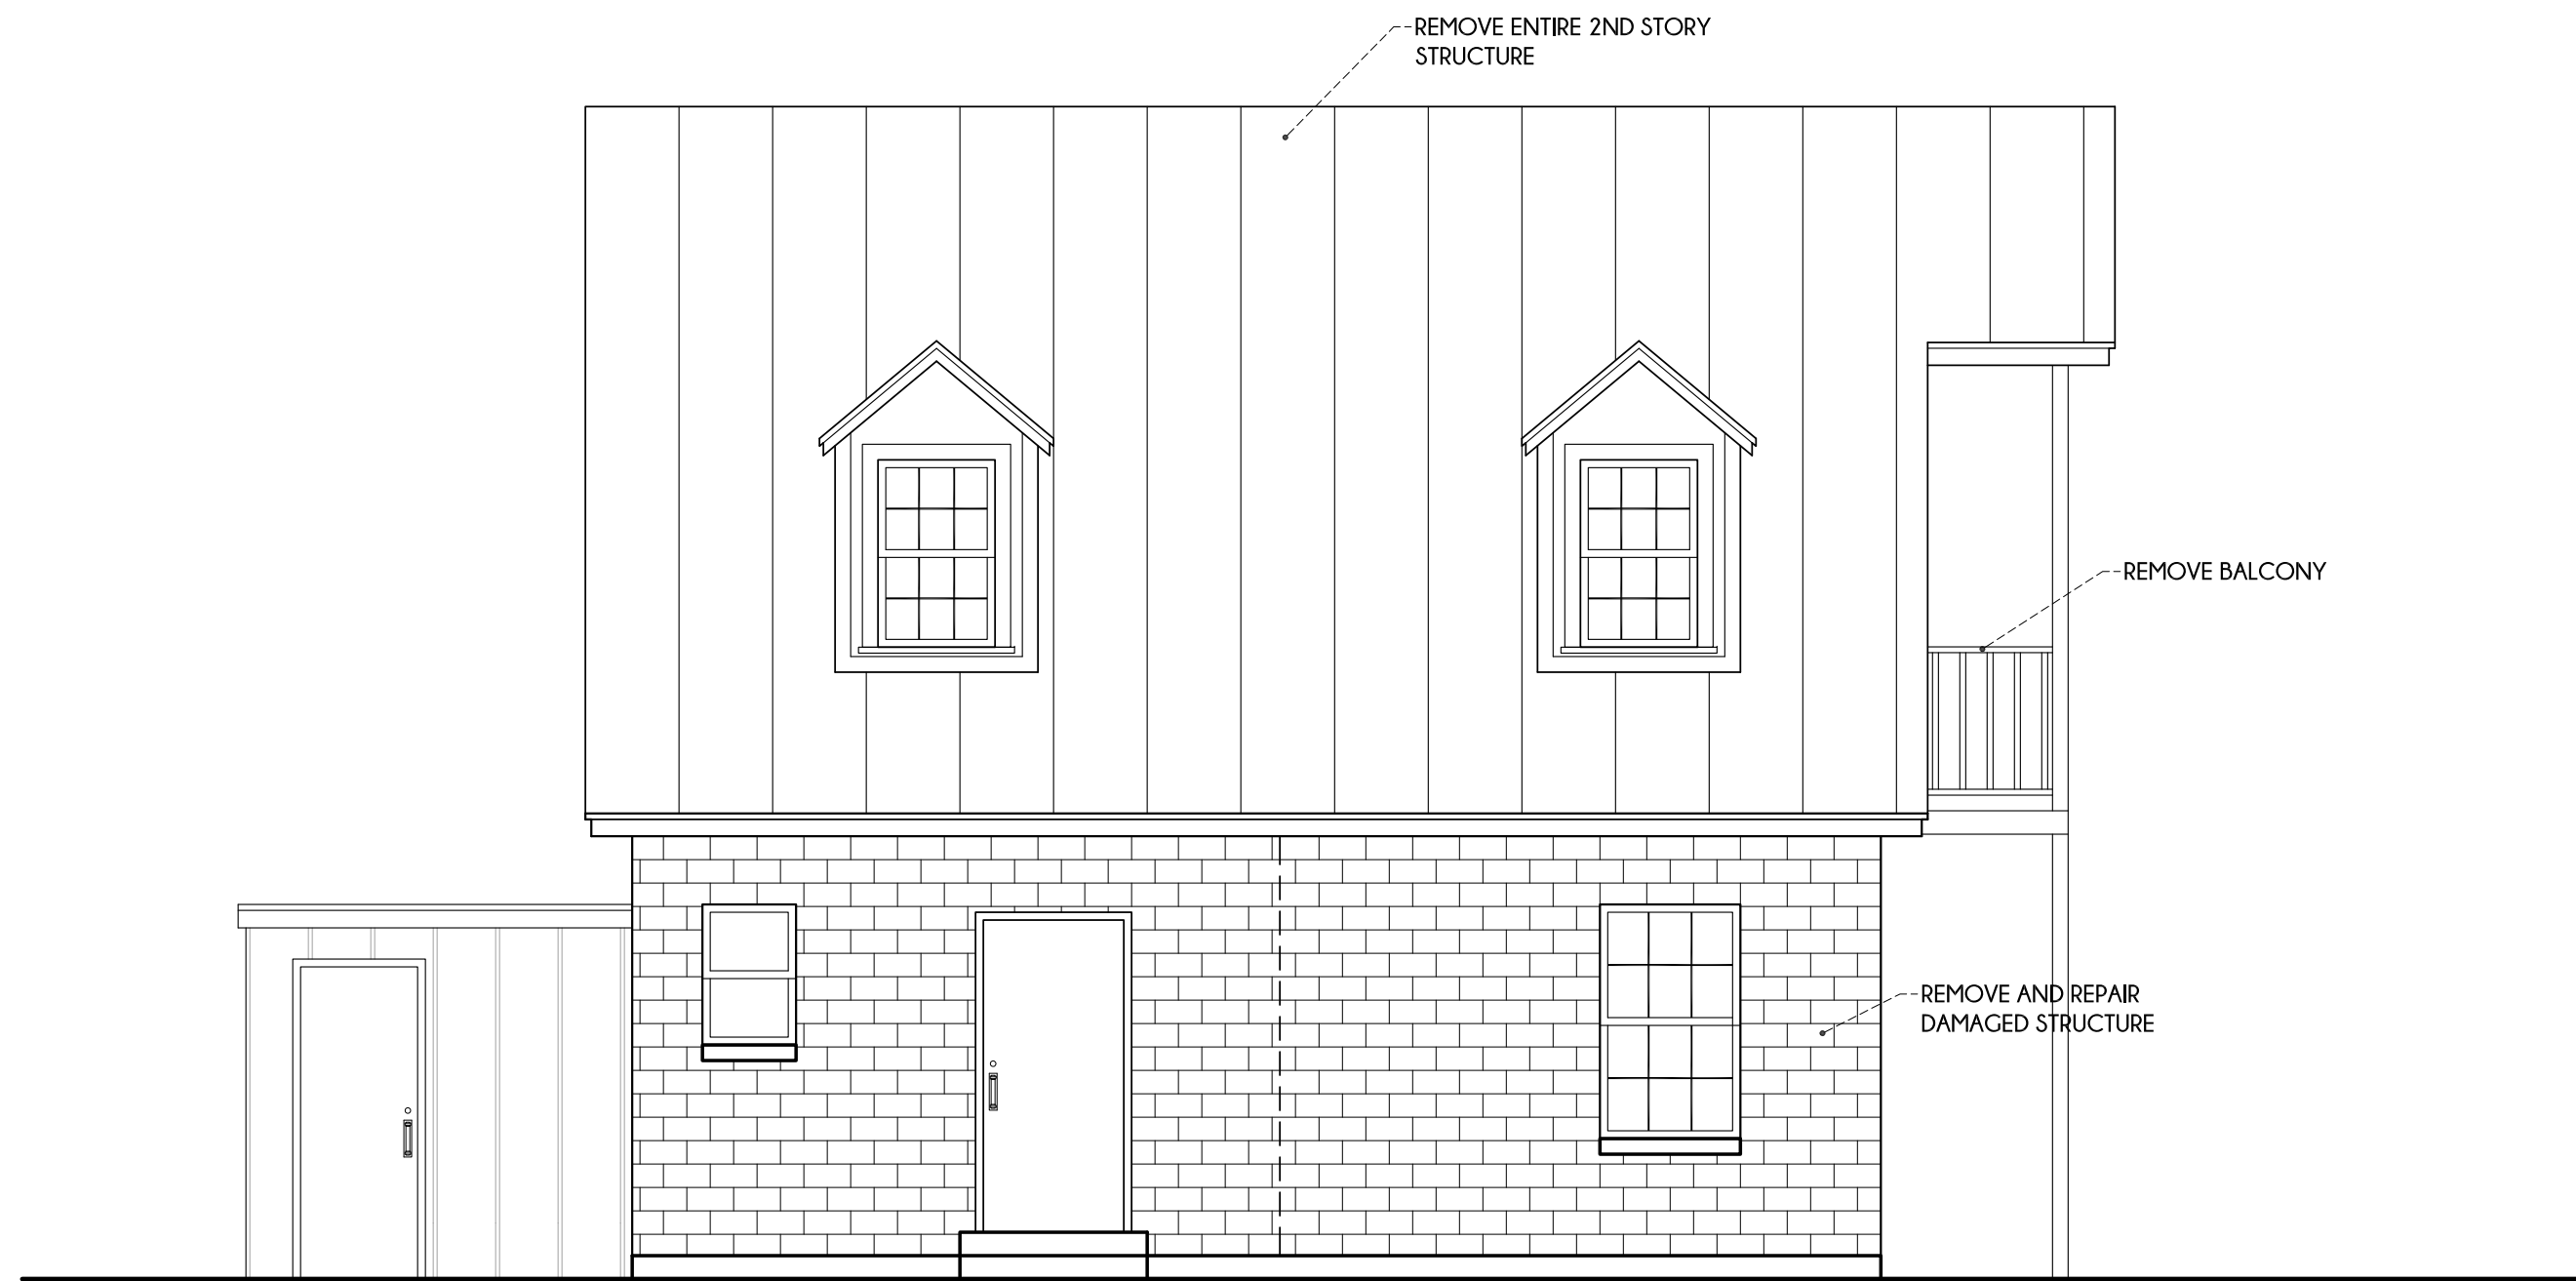 REMOVE ENTIRE 2ND STORY
STRUCTURE
REMOVE BALCONY
REMOVE AND REPAIR
DAMAGED STRUCTURE